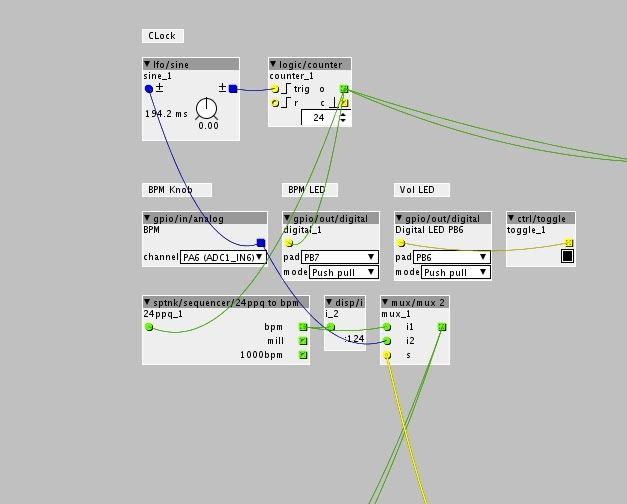 CLock
lfo/sine
sine_1
±
±
194.2 ms
0.00
logic/counter
counter_1
trig o
r c
24
BPM Knob
BPM LED
Vol LED
gpio/in/analog
BPM
channel PA6 (ADC1_IN6)
gpio/out/digital
digital_1
pad PB7
mode Push pull
gpio/out/digital
Digital LED PB6
pad PB6
mode Push pull
ctrl/toggle
toggle_1
sptnk/sequencer/24ppq to bpm
24ppq_1
bpm
mill
1000bpm
disp/i
i_2
:124
mux/mux 2
mux_1
i1
i2
s